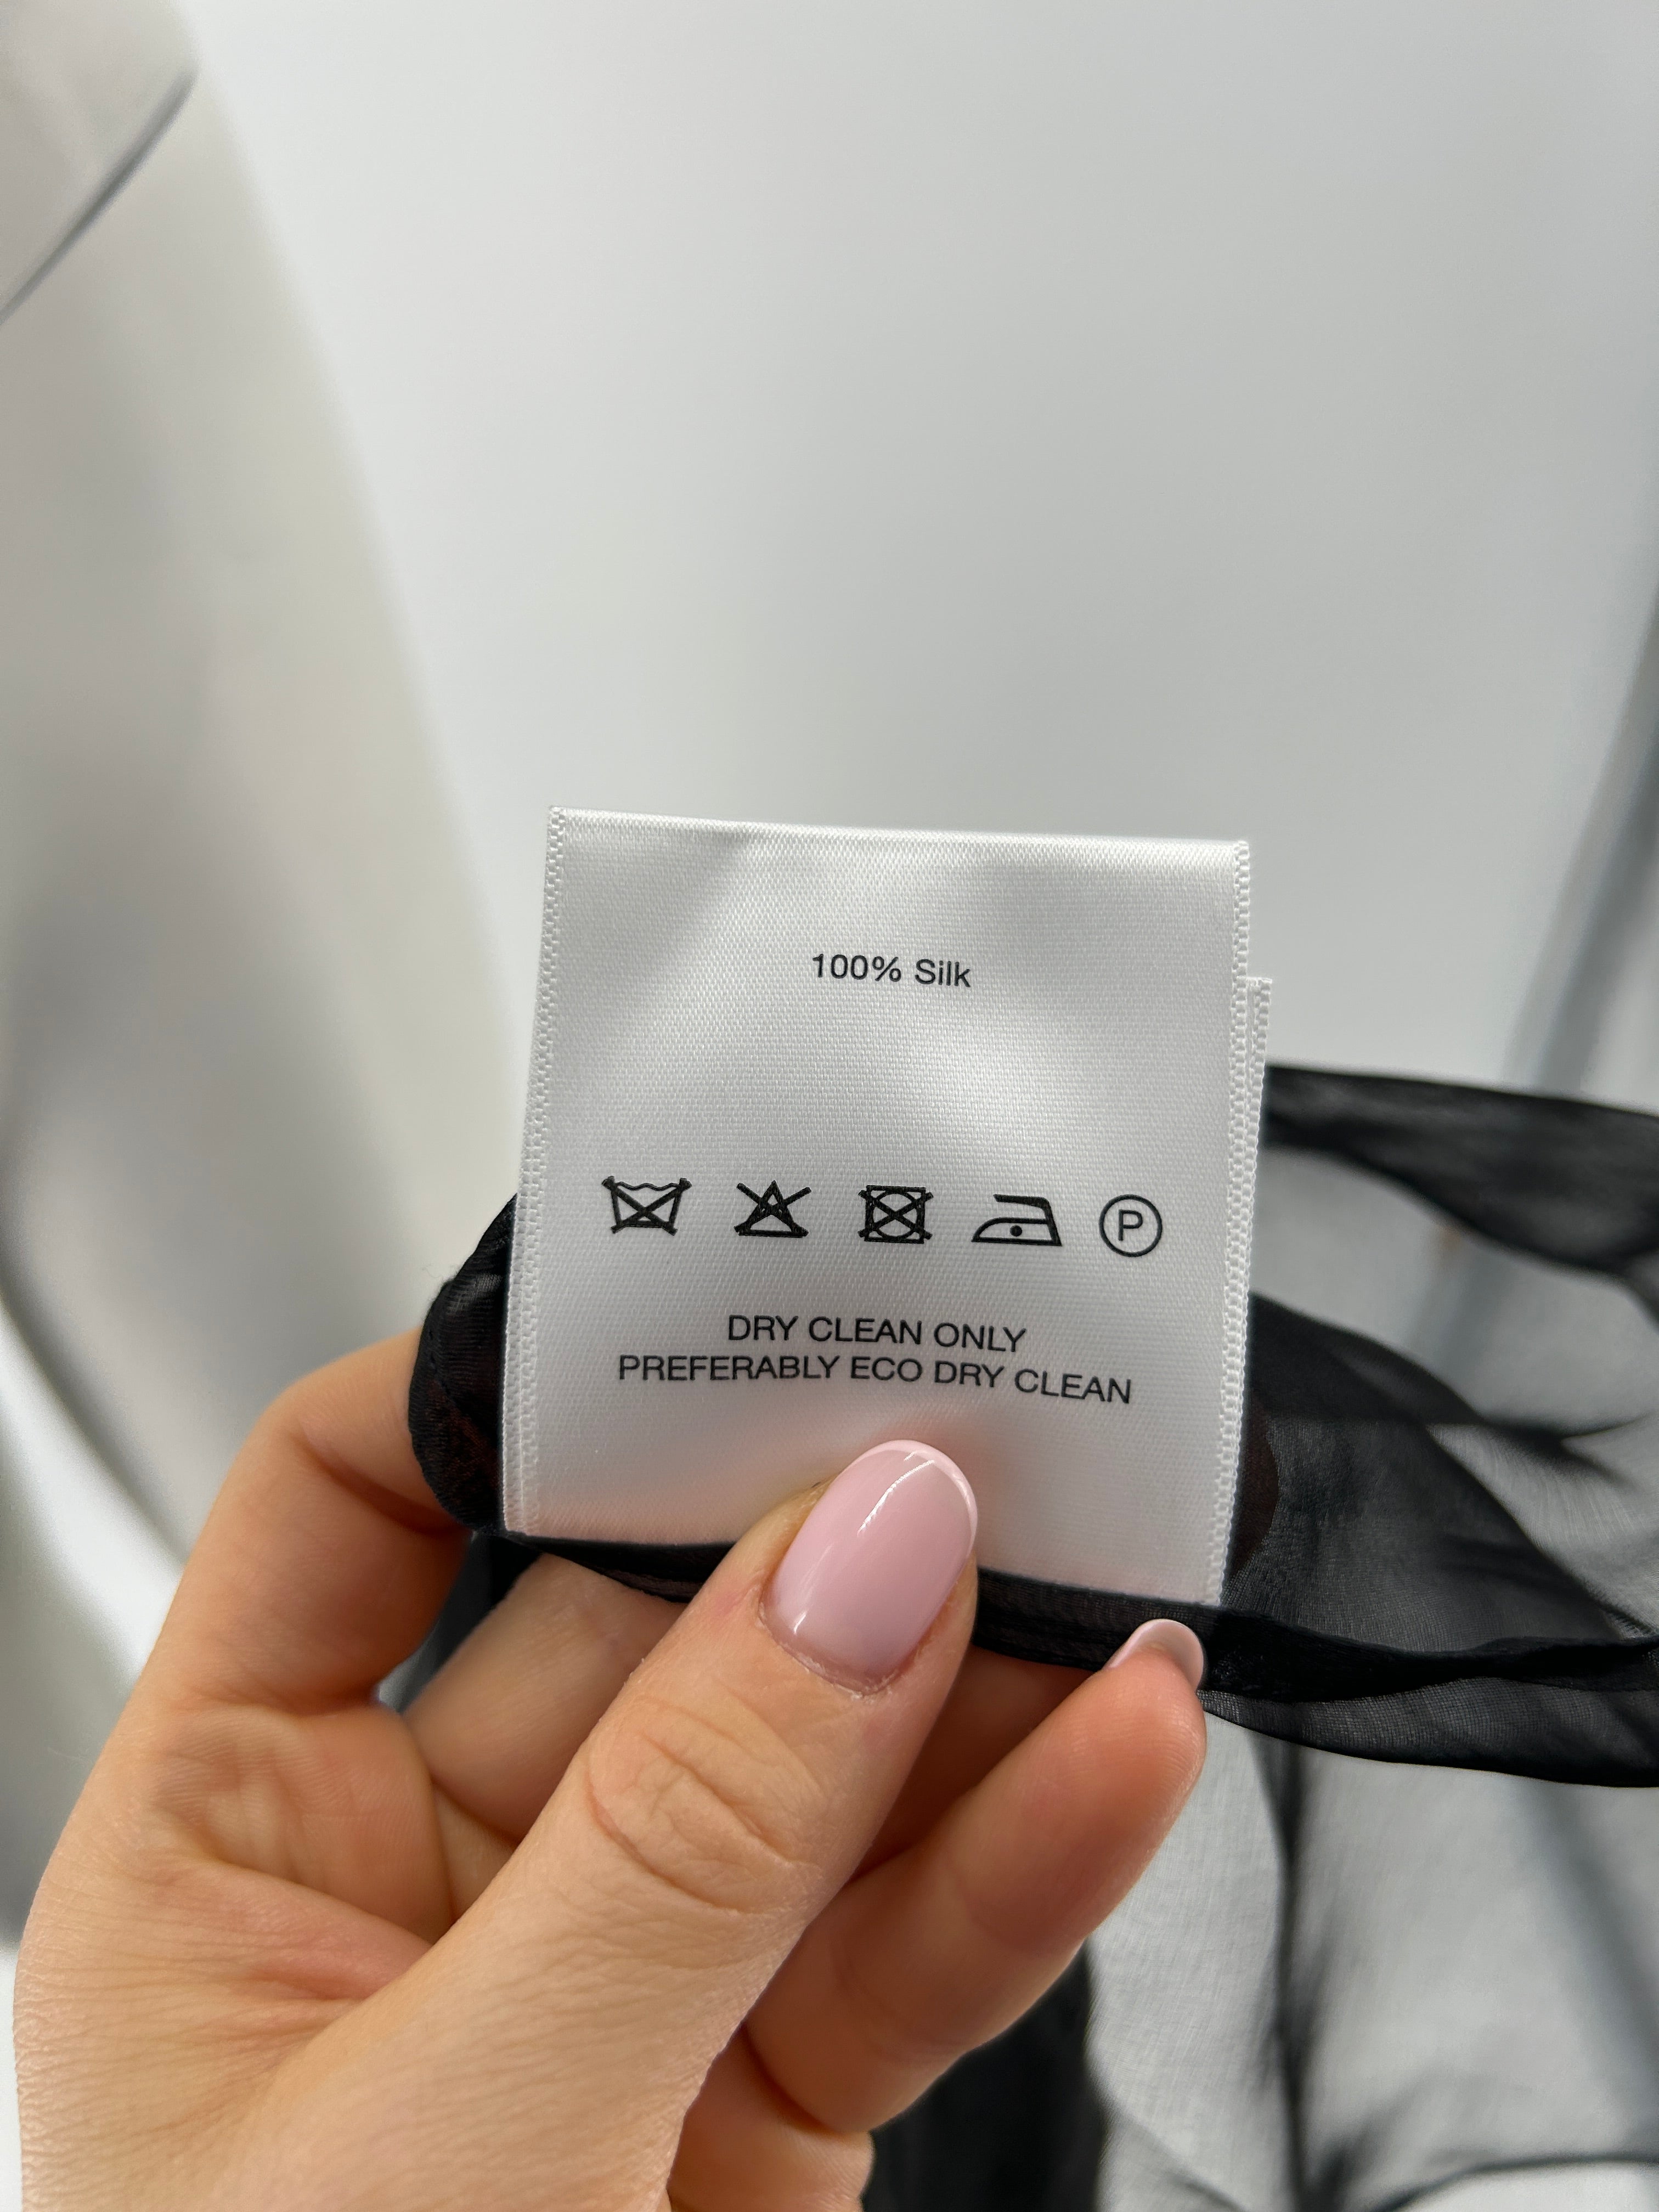 100% Silk
P
DRY CLEAN ONLY
PREFERABLY ECO DRY CLEAN